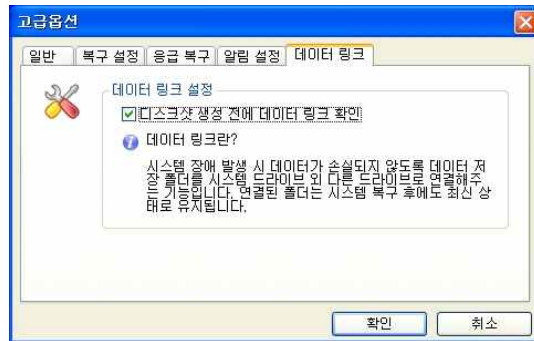 고급옵션
일반 복구 설정 응급 복구 알림 설정 데이터 링크
데이터 링크 설정
디스크샷 생성 전에 데이터 링크 확인
데이터 링크란?
시스템 장애 발생 시 데이터가 손실되지 않도록 데이터 저
장 폴더를 시스템 드라이브 외 다른 드라이브로 연결해주
는 기능입니다. 연결된 폴더는 시스템 복구 후에도 최신 상
태로 유지됩니다.
확인 취소